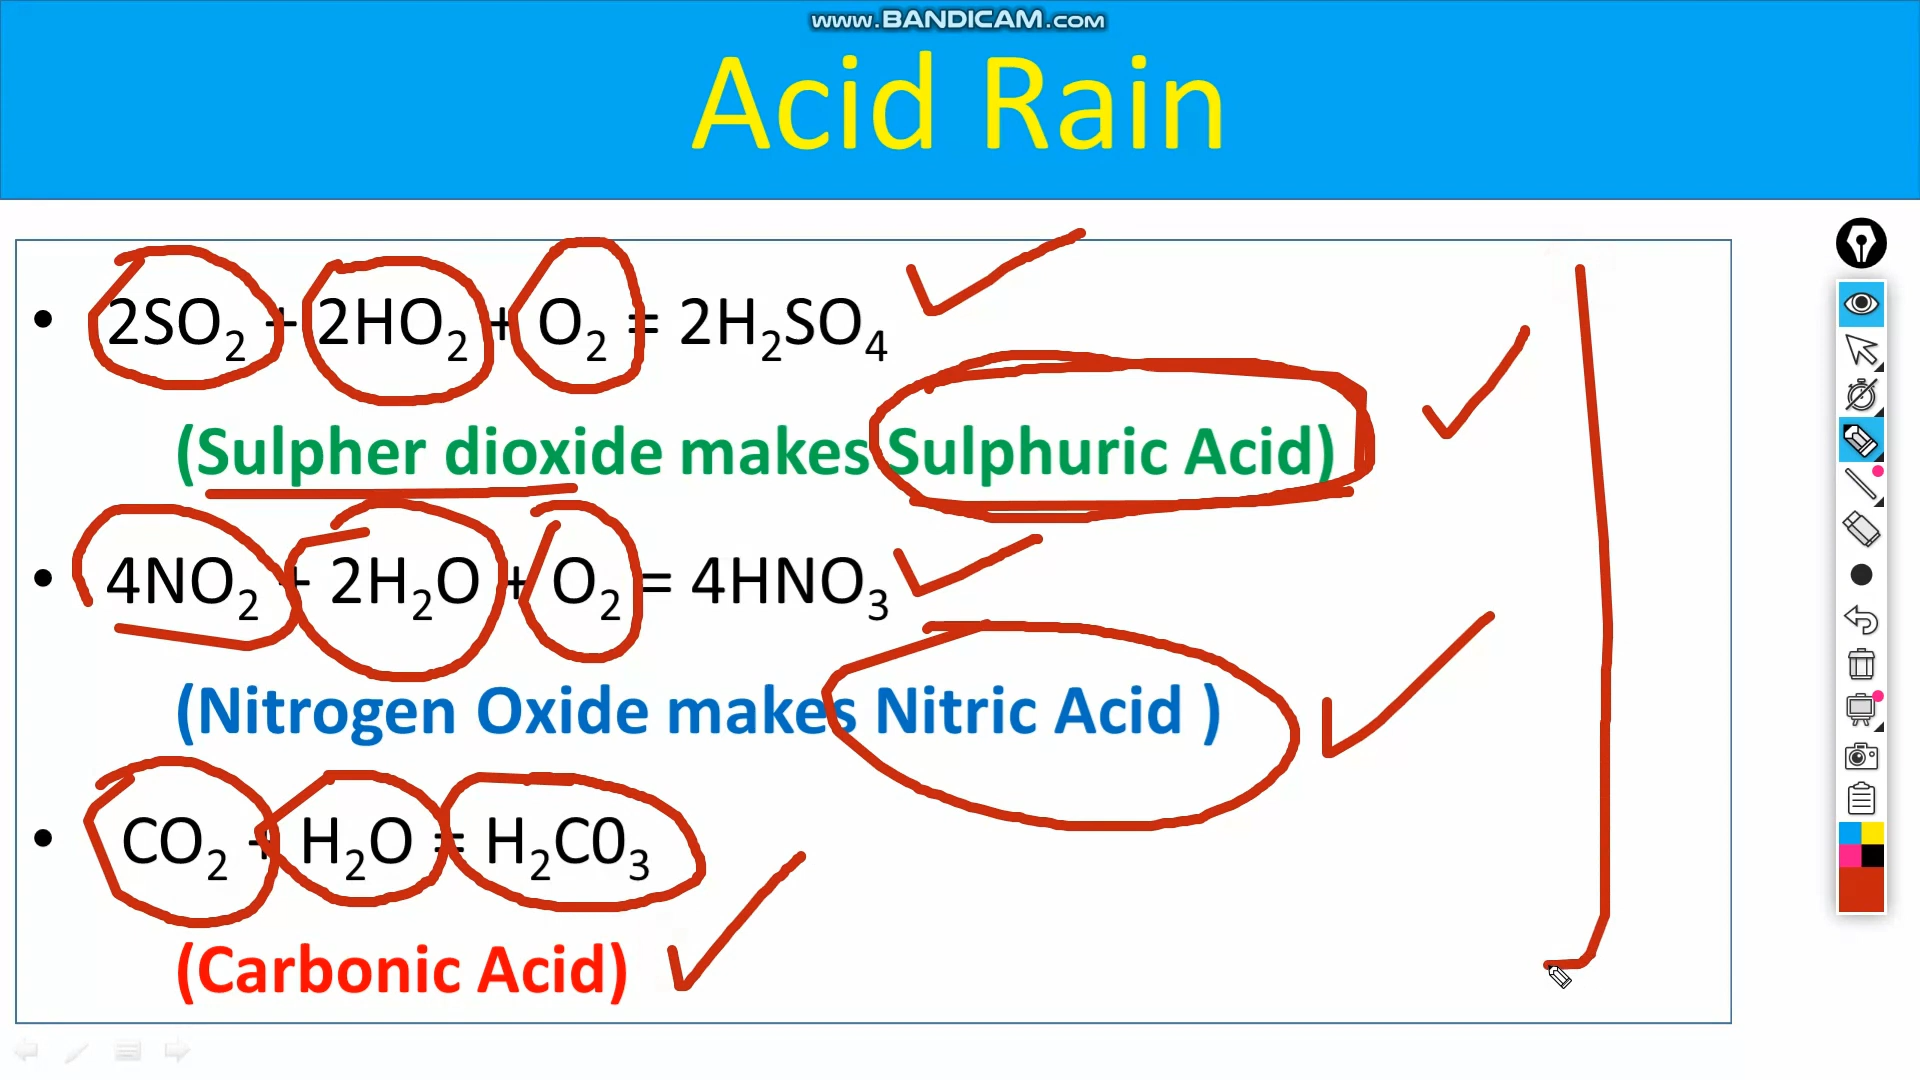 www.BANDICAM.com
Acid Rain
• 2SO₂ + 2HO₂ + O₂ = 2H₂SO₄
(Sulpher dioxide makes Sulphuric Acid)
• 4NO₂ + 2H₂O + O₂ = 4HNO₃
(Nitrogen Oxide makes Nitric Acid )
• CO₂ + H₂O = H₂C0₃
(Carbonic Acid)